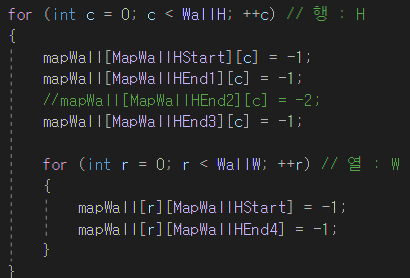 for (int c = 0; c < WallH; ++c) // 행 : H
{
mapWall[MapWallHStart][c] = -1;
mapWall[MapWallHEnd1][c] = -1;
//mapWall[MapWallHEnd2][c] = -2;
mapWall[MapWallHEnd3][c] = -1;
for (int r = 0; r < WallW; ++r) // 열 : W
{
mapWall[r][MapWallHStart] = -1;
mapWall[r][MapWallHEnd4] = -1;
}
}